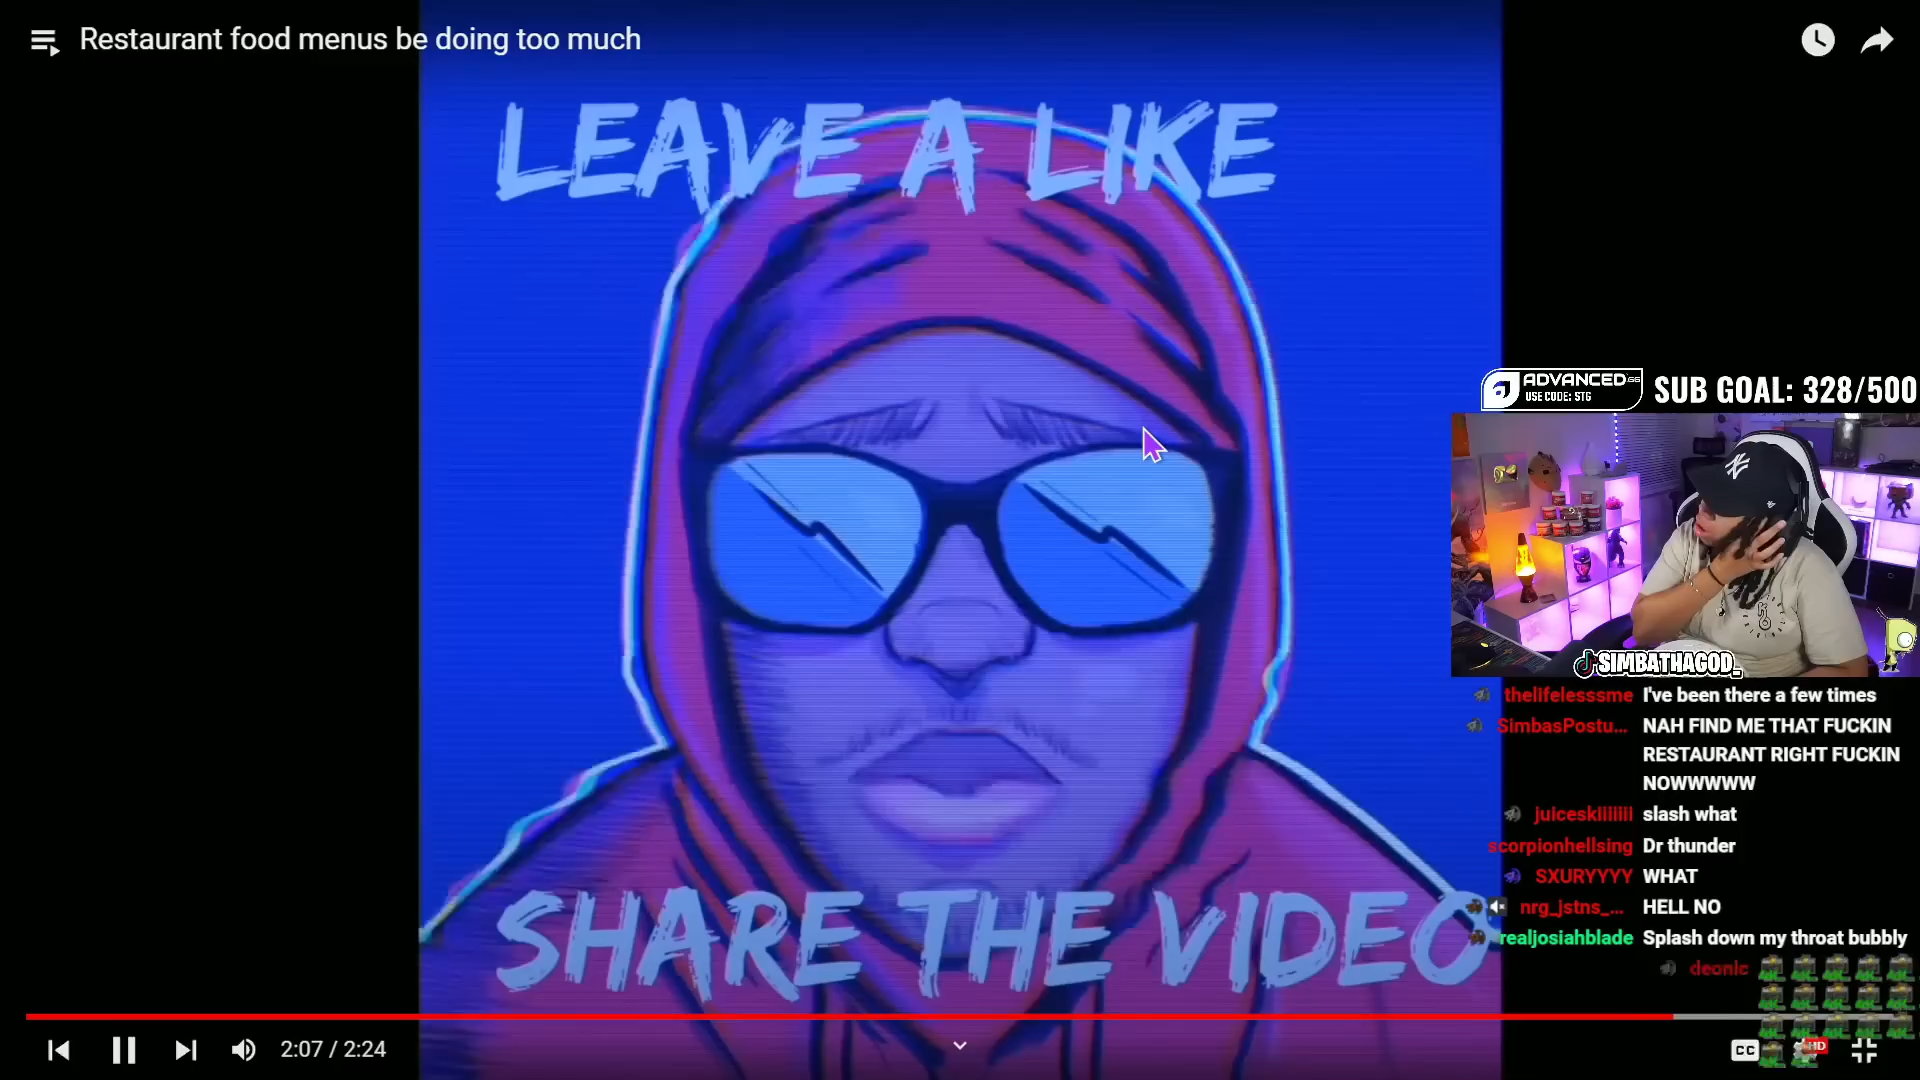 Restaurant food menus be doing too much
LEAVE A LIKE
ADVANCED GG
USE CODE: STG
SUB GOAL: 328/500
SIMBATHAGOD_
thelifelesssme I've been there a few times
SimbasPostu... NAH FIND ME THAT FUCKIN
RESTAURANT RIGHT FUCKIN
NOWWWWW
slash what
scorpionhellsing Dr thunder
SXURYYYY WHAT
nrg_jstns_... HELL NO
realjosiahblade Splash down my throat bubbly
deonlc
SHARE THE VIDEO
2:07 / 2:24
CC
HD